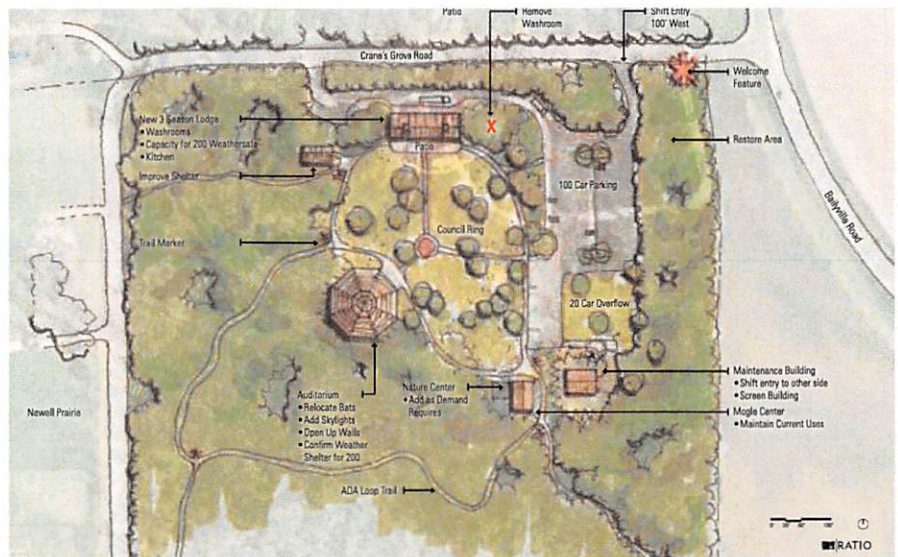 Patio
Remove
Washroom
Shift Entry
100' West
Crane's Grove Road
Welcome
Feature
New 3 Season Lodge
• Washrooms
• Capacity for 200 Weathersafe
• Kitchen
Patio
Restore Area
Improve Shelter
100 Car Parking
Bailyville Road
Council Ring
Trail Marker
20 Car Overflow
Maintenance Building
• Shift entry to other side
• Screen Building
Nature Center
• Add as Demand
Requires
Auditorium
• Relocate Bats
• Add Skylights
• Open Up Walls
• Confirm Weather
Shelter for 200
Newell Prairie
Mogle Center
• Maintain Current Uses
ADA Loop Trail
RATIO